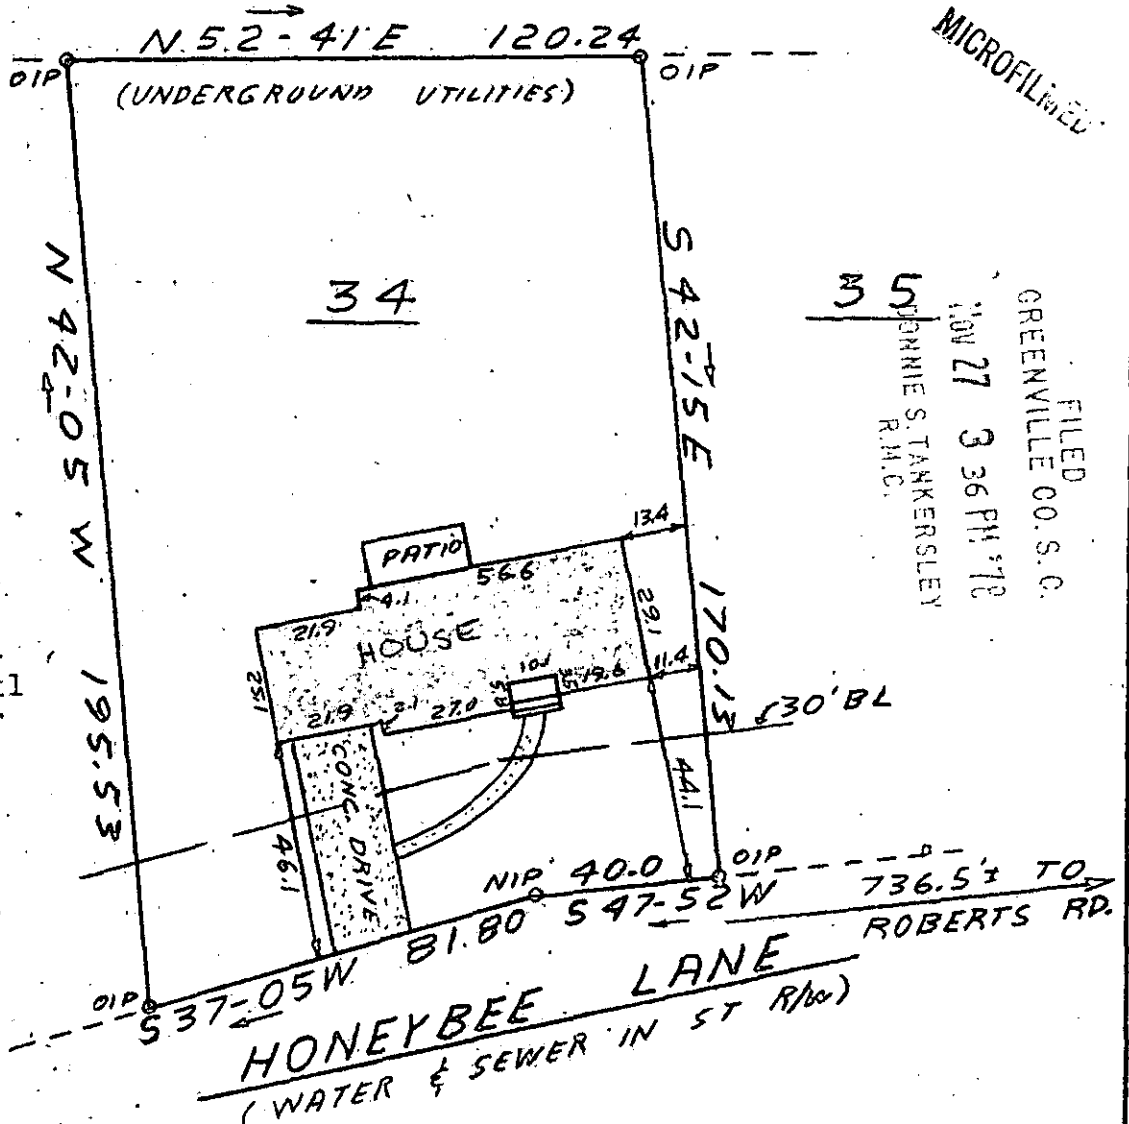 N 52-41 E 120.24
OIP
OIP
(UNDERGROUND UTILITIES)
MICROFILMED
N 42-05 W 195.53
34
S 42-15 E 170.13
35
FILED
GREENVILLE CO. S. C.
NOV 27 3 36 PM '78
DONNIE S. TANKERSLEY
R.M.C.
13.4
PATIO
56.6
4.1
21.9
HOUSE
29.1
25.1
10.1
5.8
19.6
11.4
21.9
2.1
27.0
30' BL
1
CONC. DRIVE
46.1
44.1
NIP 40.0 OIP
S 47-52 W
736.5'± TO
ROBERTS RD.
81.80
OIP
S 37-05 W
HONEYBEE LANE
(WATER & SEWER IN ST R/W)